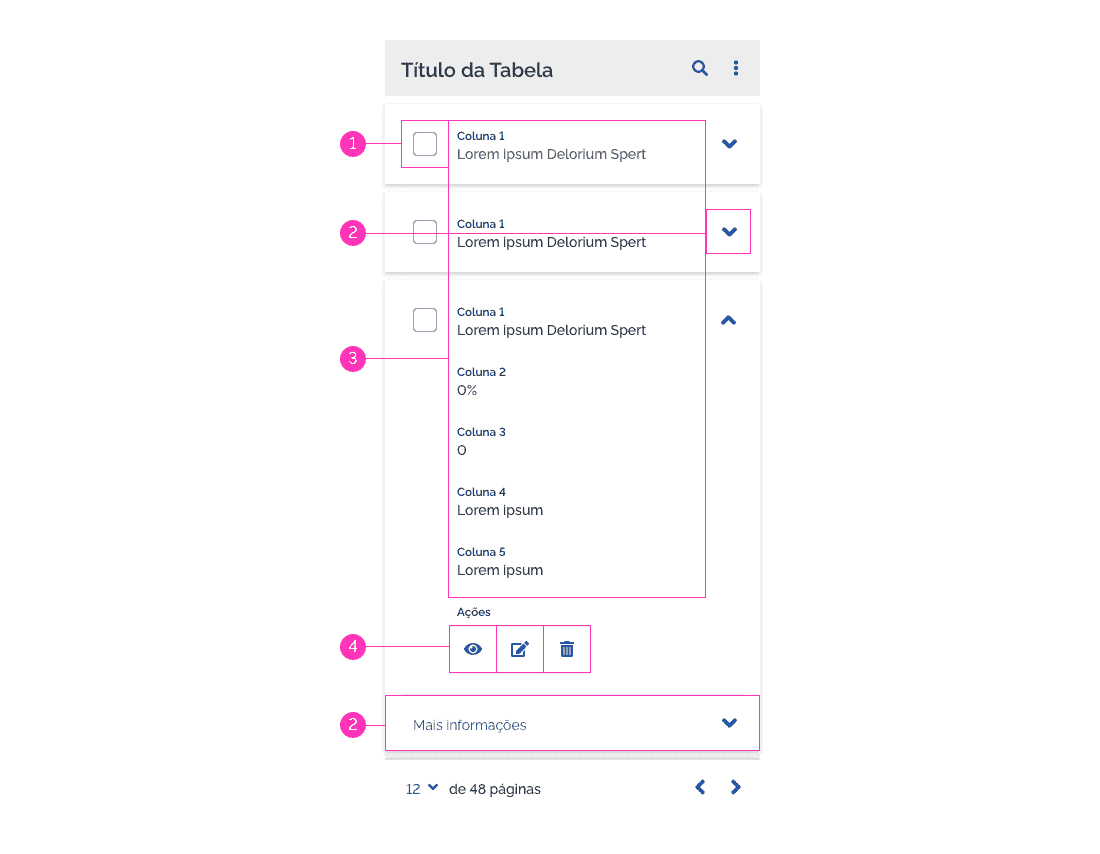 Título da Tabela
1
Coluna 1
Lorem ipsum Delorium Spert
2
Coluna 1
Lorem ipsum Delorium Spert
Coluna 1
Lorem ipsum Delorium Spert
3
Coluna 2
0%
Coluna 3
0
Coluna 4
Lorem ipsum
Coluna 5
Lorem ipsum
Ações
4
2
Mais informações
12 de 48 páginas